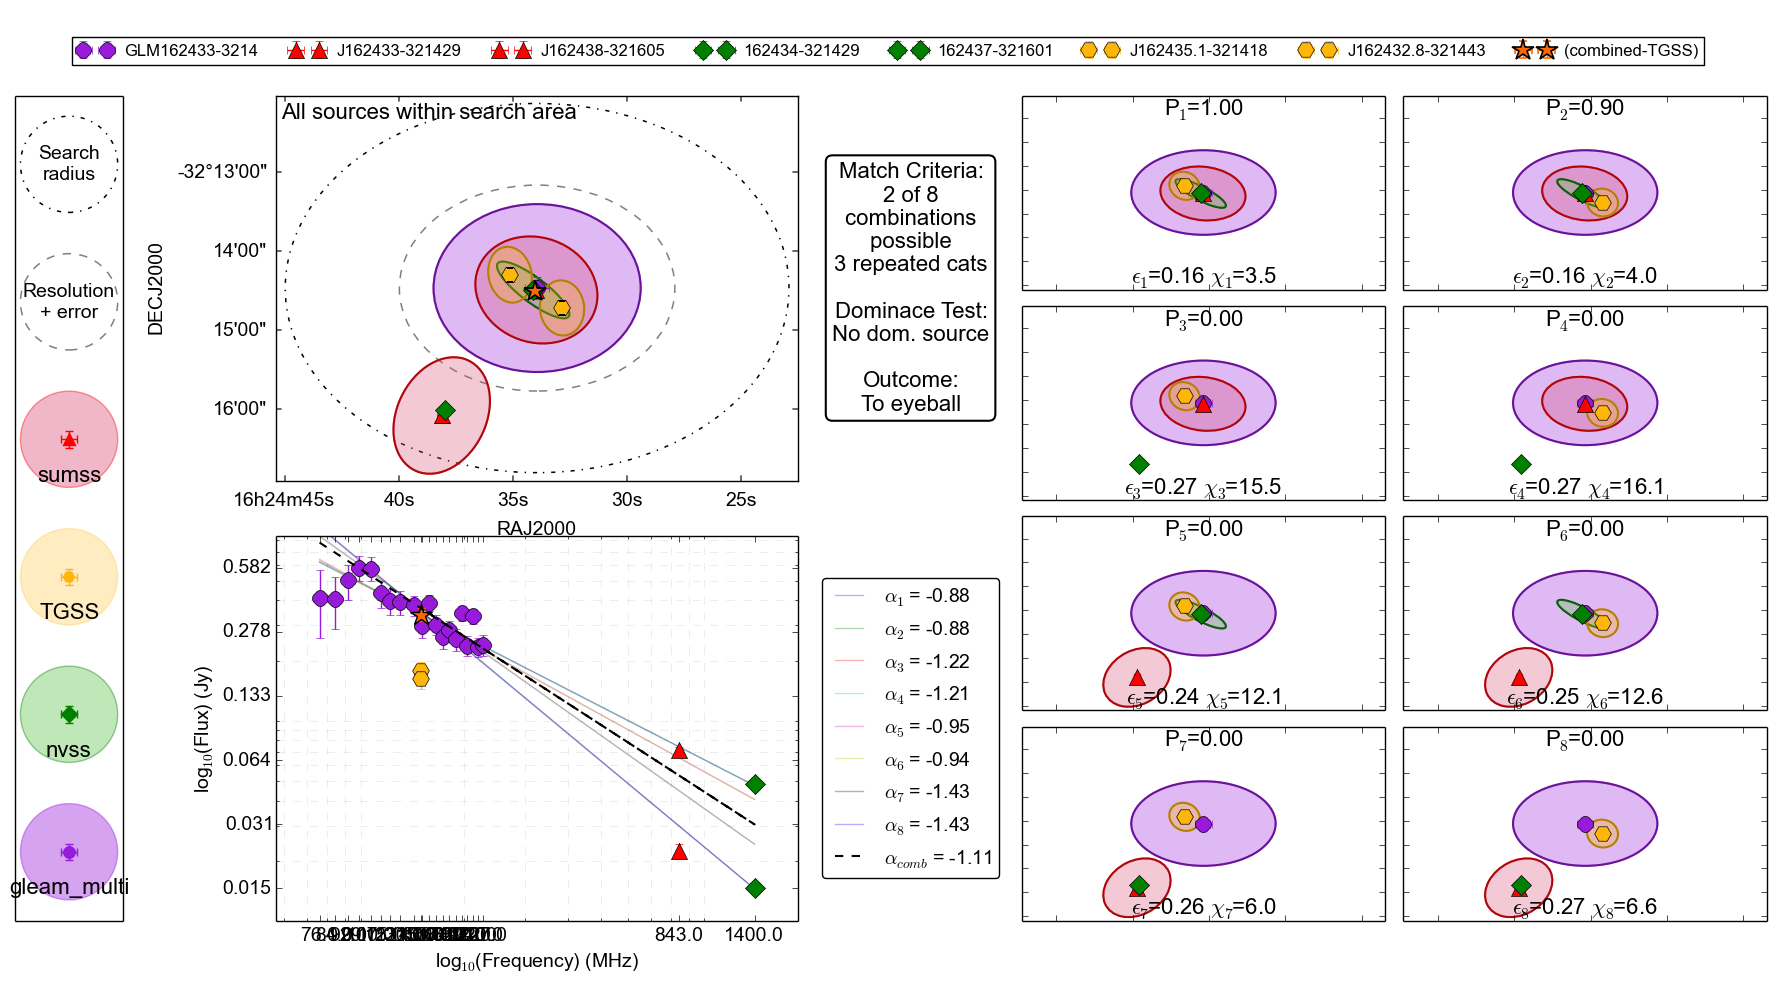 GLM162433-3214 J162433-321429 J162438-321605 162434-321429 162437-321601 J162435.1-321418 J162432.8-321443 (combined-TGSS)
Search
radius
Resolution
+ error
sumss
TGSS
nvss
gleam_multi
All sources within search area
DECJ2000
-32°13'00"
14'00"
15'00"
16'00"
16h24m45s 40s 35s 30s 25s
RAJ2000
Match Criteria:
2 of 8
combinations
possible
3 repeated cats
Dominace Test:
No dom. source
Outcome:
To eyeball
log10(Flux) (Jy)
0.582
0.278
0.133
0.064
0.031
0.015
843.0 1400.0
log10(Frequency) (MHz)
α1 = -0.88
α2 = -0.88
α3 = -1.22
α4 = -1.21
α5 = -0.95
α6 = -0.94
α7 = -1.43
α8 = -1.43
αcomb = -1.11
P1=1.00
ϵ1=0.16 χ1=3.5
P2=0.90
ϵ2=0.16 χ2=4.0
P3=0.00
ϵ3=0.27 χ3=15.5
P4=0.00
ϵ4=0.27 χ4=16.1
P5=0.00
ϵ5=0.24 χ5=12.1
P6=0.00
ϵ6=0.25 χ6=12.6
P7=0.00
ϵ7=0.26 χ7=6.0
P8=0.00
ϵ8=0.27 χ8=6.6